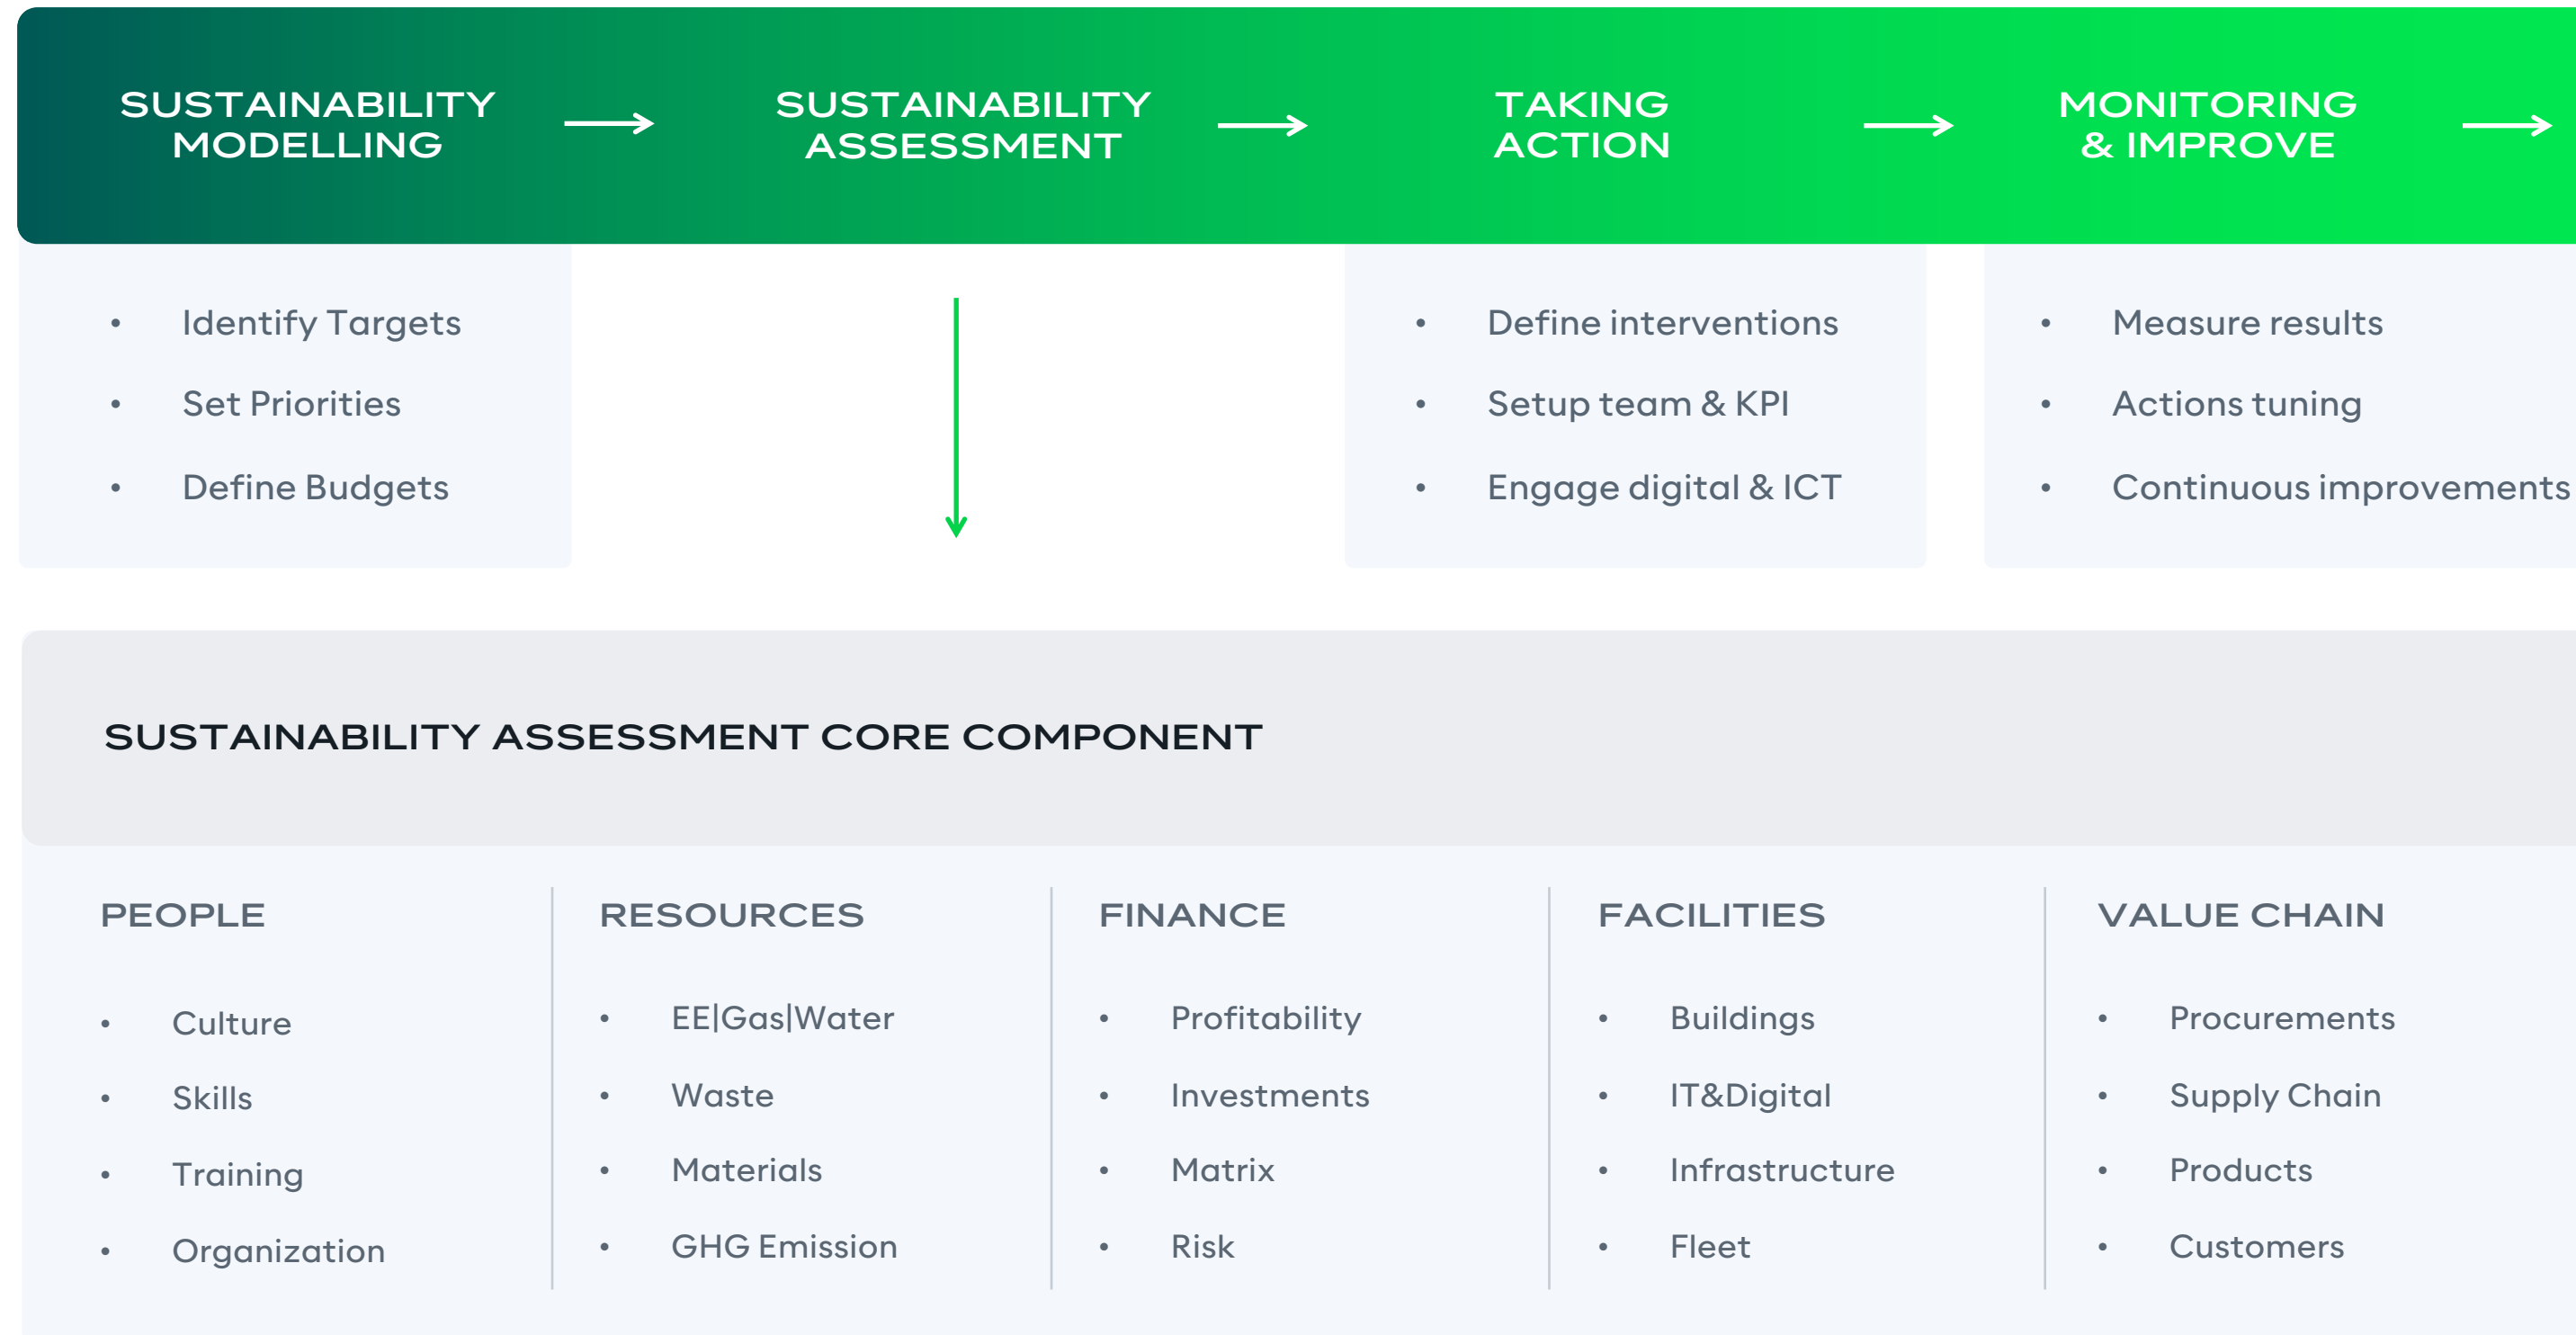 SUSTAINABILITY
MODELLING
SUSTAINABILITY
ASSESSMENT
TAKING
ACTION
MONITORING
& IMPROVE
• Identify Targets
• Set Priorities
• Define Budgets
• Define interventions
• Setup team & KPI
• Engage digital & ICT
• Measure results
• Actions tuning
• Continuous improvements
SUSTAINABILITY ASSESSMENT CORE COMPONENT
PEOPLE
• Culture
• Skills
• Training
• Organization
RESOURCES
• EE|Gas|Water
• Waste
• Materials
• GHG Emission
FINANCE
• Profitability
• Investments
• Matrix
• Risk
FACILITIES
• Buildings
• IT&Digital
• Infrastructure
• Fleet
VALUE CHAIN
• Procurements
• Supply Chain
• Products
• Customers